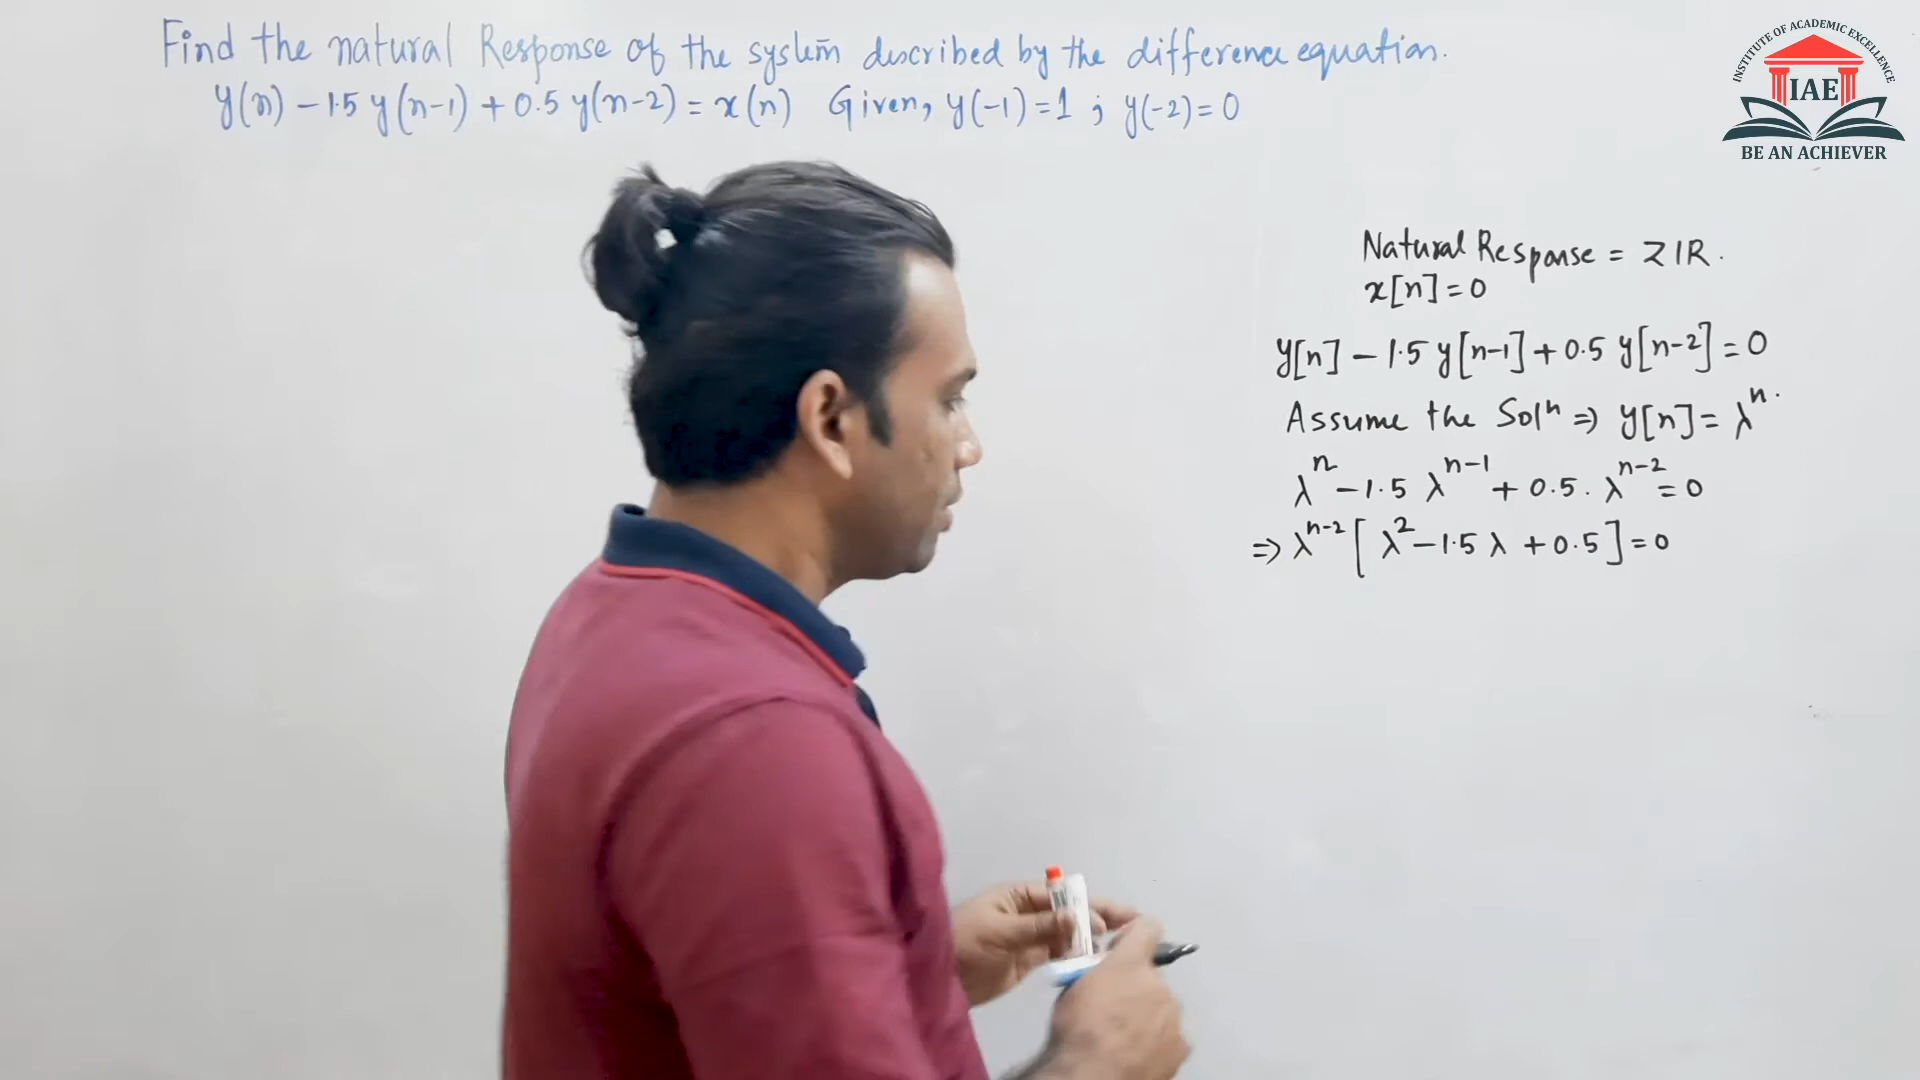 Find the natural Response of the system described by the difference equation.
y(n) - 1.5 y(n-1) + 0.5 y(n-2) = x(n) Given, y(-1) = 1 ; y(-2) = 0
INSTITUTE OF ACADEMIC EXCELLENCE
IAE
BE AN ACHIEVER
Natural Response = ZIR.
x[n] = 0
y[n] - 1.5 y[n-1] + 0.5 y[n-2] = 0
Assume the Solⁿ ⇒ y[n] = λⁿ.
λⁿ - 1.5 λⁿ⁻¹ + 0.5. λⁿ⁻² = 0
⇒ λⁿ⁻² [ λ² - 1.5 λ + 0.5 ] = 0